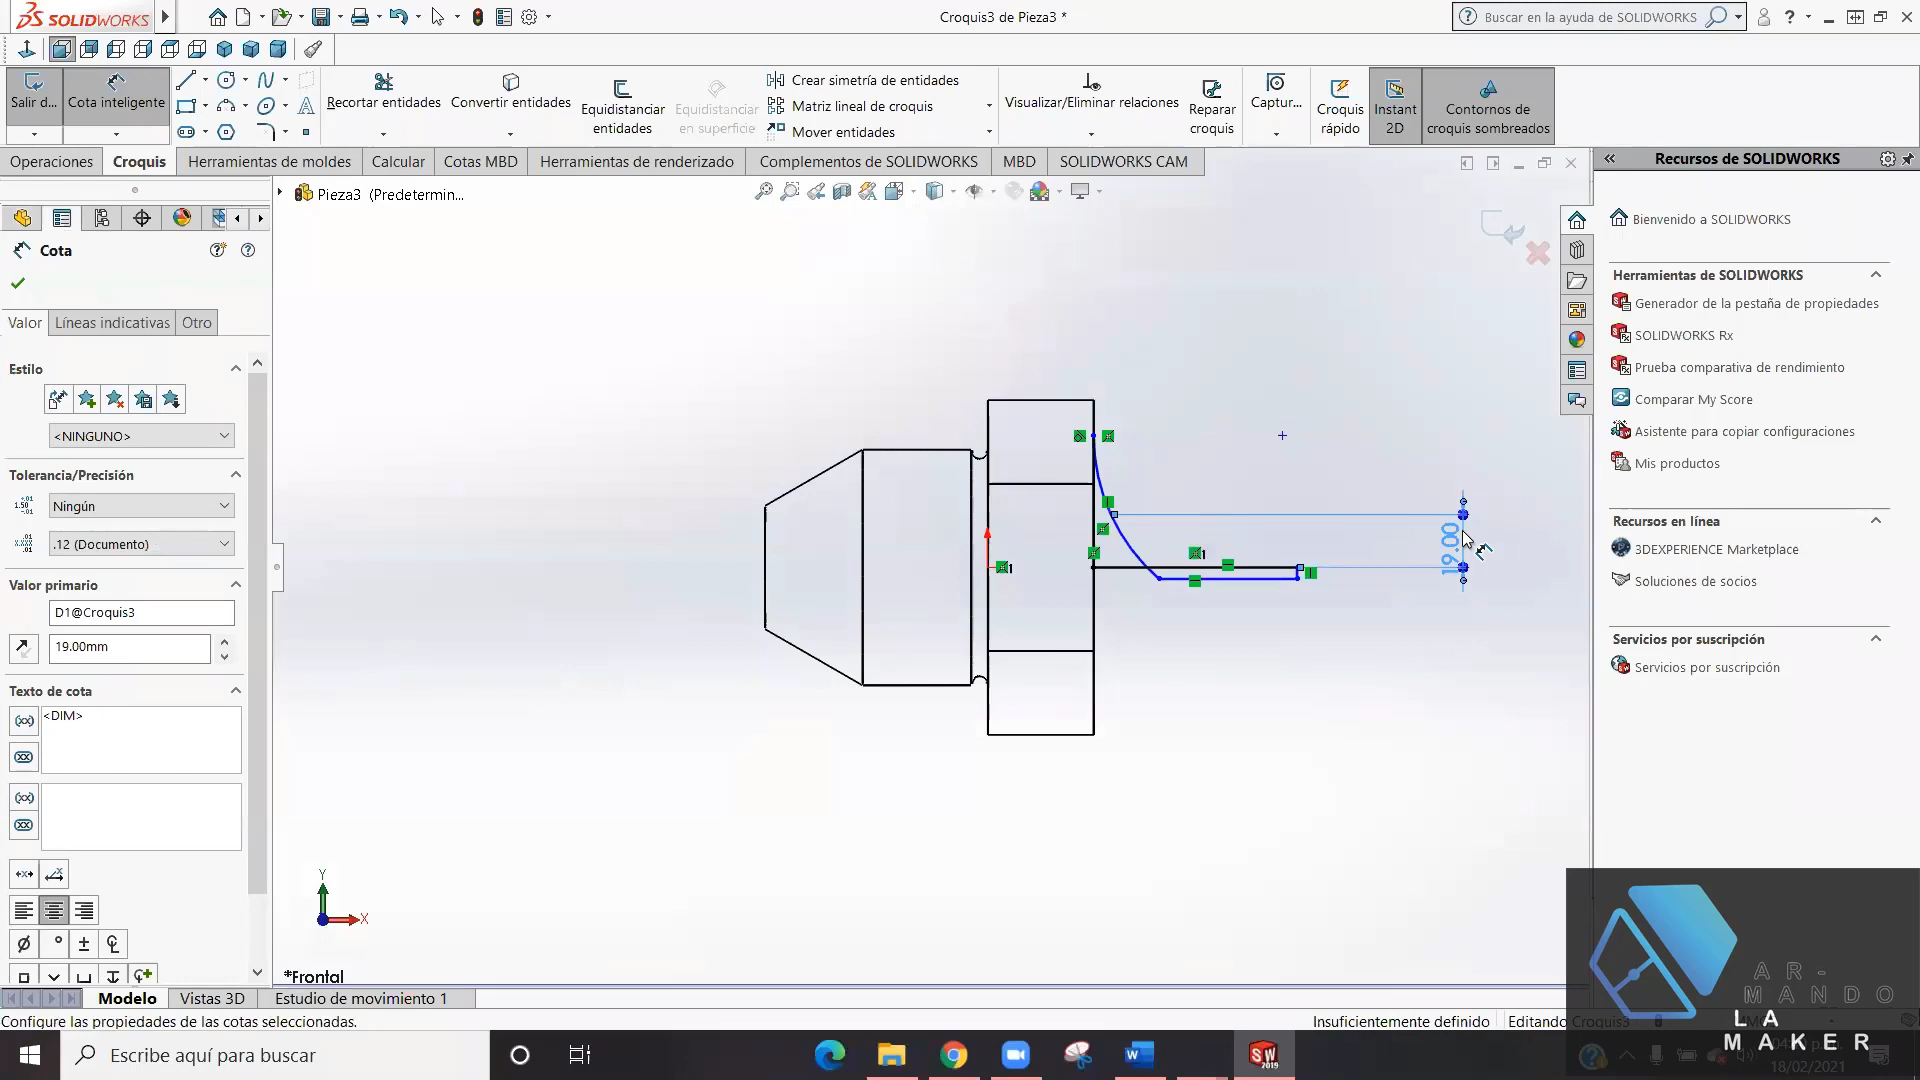 SOLIDWORKS
Croquis3 de Pieza3 *
Buscar en la ayuda de SOLIDWORKS
Salir d...
Cota inteligente
Recortar entidades
Convertir entidades
Equidistanciar
entidades
Equidistanciar
en superficie
Crear simetría de entidades
Matriz lineal de croquis
Mover entidades
Visualizar/Eliminar relaciones
Reparar
croquis
Captur...
Croquis
rápido
Instant
2D
Contornos de
croquis sombreados
Operaciones
Croquis
Herramientas de moldes
Calcular
Cotas MBD
Herramientas de renderizado
Complementos de SOLIDWORKS
MBD
SOLIDWORKS CAM
Recursos de SOLIDWORKS
Pieza3 (Predetermin...
Cota
Valor
Líneas indicativas
Otro
Estilo
<NINGUNO>
Tolerancia/Precisión
Ningún
.12 (Documento)
Valor primario
D1@Croquis3
19.00mm
Texto de cota
<DIM>
19.00
1
1
Y
X
*Frontal
Bienvenido a SOLIDWORKS
Herramientas de SOLIDWORKS
Generador de la pestaña de propiedades
SOLIDWORKS Rx
Prueba comparativa de rendimiento
Comparar My Score
Asistente para copiar configuraciones
Mis productos
Recursos en línea
3DEXPERIENCE Marketplace
Soluciones de socios
Servicios por suscripción
Servicios por suscripción
Modelo
Vistas 3D
Estudio de movimiento 1
Configure las propiedades de las cotas seleccionadas.
Insuficientemente definido
Editando Croquis3
AR-
MANDO
LA
MAKER
Escribe aquí para buscar
18/02/2021